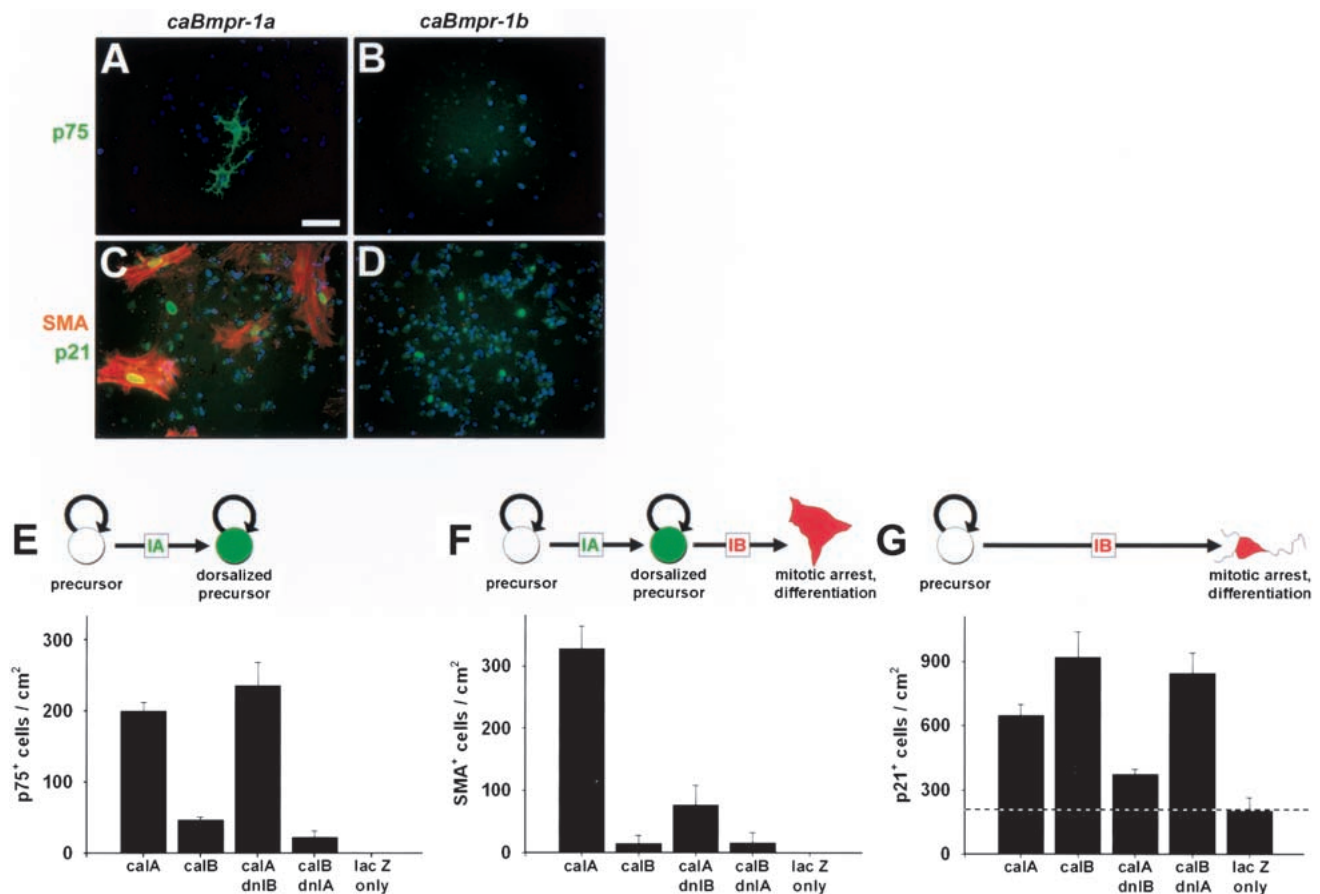 caBmpr-1a
caBmpr-1b
A
B
p75
C
D
SMA
p21
E
IA
precursor
dorsalized
precursor
F
IA
IB
precursor
dorsalized
precursor
mitotic arrest,
differentiation
G
IB
precursor
mitotic arrest,
differentiation
p75+ cells / cm2
300
200
100
0
caIA
caIB
caIA
dnIB
caIB
dnIA
lac Z
only
SMA+ cells / cm2
300
200
100
0
caIA
caIB
caIA
dnIB
caIB
dnIA
lac Z
only
p21+ cells / cm2
900
600
300
0
caIA
caIB
caIA
dnIB
caIB
dnIA
lac Z
only